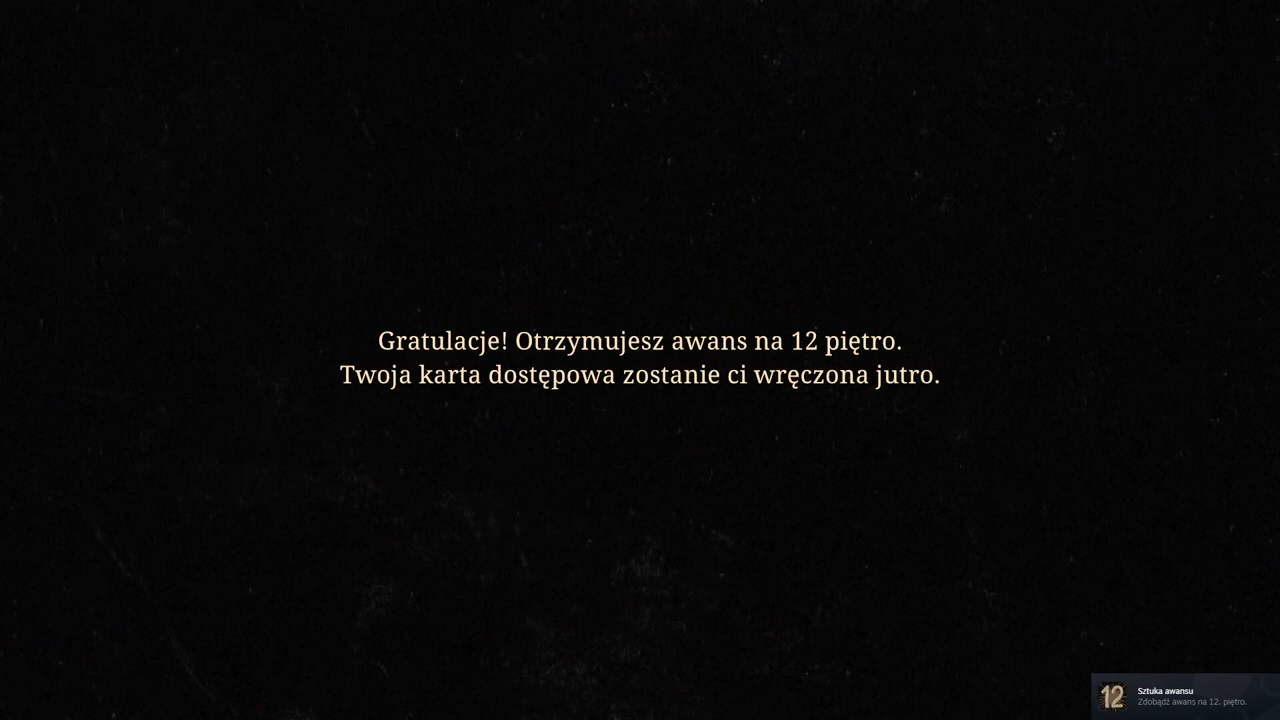 Gratulacje! Otrzymujesz awans na 12 piętro.
Twoja karta dostępowa zostanie ci wręczona jutro.
12
Sztuka awansu
Zdobądź awans na 12. piętro.